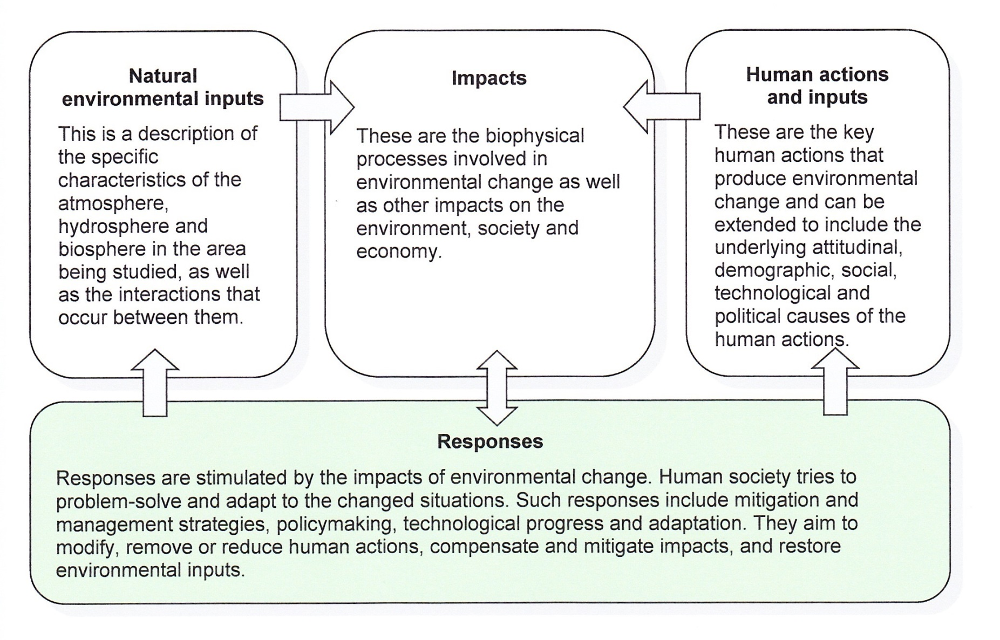 Natural
environmental inputs
This is a description of
the specific
characteristics of the
atmosphere,
hydrosphere and
biosphere in the area
being studied, as well
as the interactions that
occur between them.
Impacts
These are the biophysical
processes involved in
environmental change as well
as other impacts on the
environment, society and
economy.
Human actions
and inputs
These are the key
human actions that
produce environmental
change and can be
extended to include the
underlying attitudinal,
demographic, social,
technological and
political causes of the
human actions.
Responses
Responses are stimulated by the impacts of environmental change. Human society tries to
problem-solve and adapt to the changed situations. Such responses include mitigation and
management strategies, policymaking, technological progress and adaptation. They aim to
modify, remove or reduce human actions, compensate and mitigate impacts, and restore
environmental inputs.